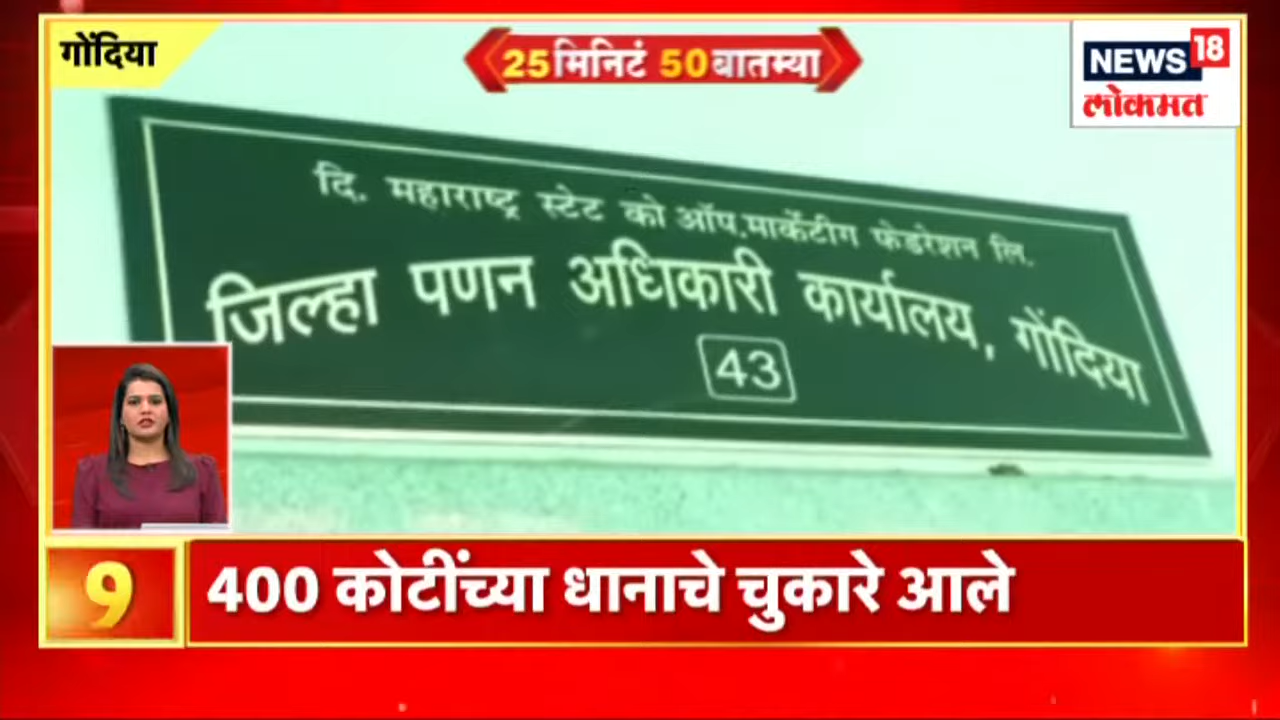 गोंदिया
25 मिनिटं 50 बातम्या
NEWS 18
लोकमत
दि. महाराष्ट्र स्टेट को ऑप.मार्केटींग फेडरेशन लि.
जिल्हा पणन अधिकारी कार्यालय, गोंदिया
43
9 400 कोटींच्या धानाचे चुकारे आले